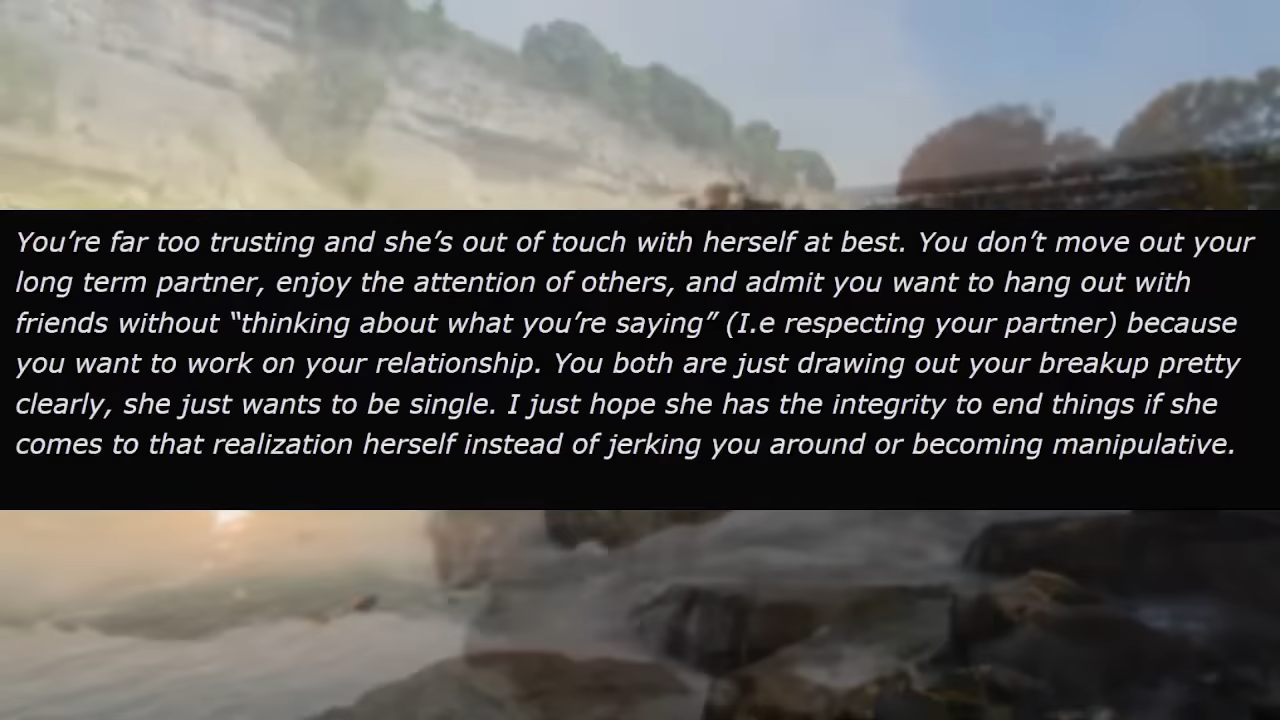 You’re far too trusting and she’s out of touch with herself at best. You don’t move out your
long term partner, enjoy the attention of others, and admit you want to hang out with
friends without “thinking about what you’re saying” (I.e respecting your partner) because
you want to work on your relationship. You both are just drawing out your breakup pretty
clearly, she just wants to be single. I just hope she has the integrity to end things if she
comes to that realization herself instead of jerking you around or becoming manipulative.